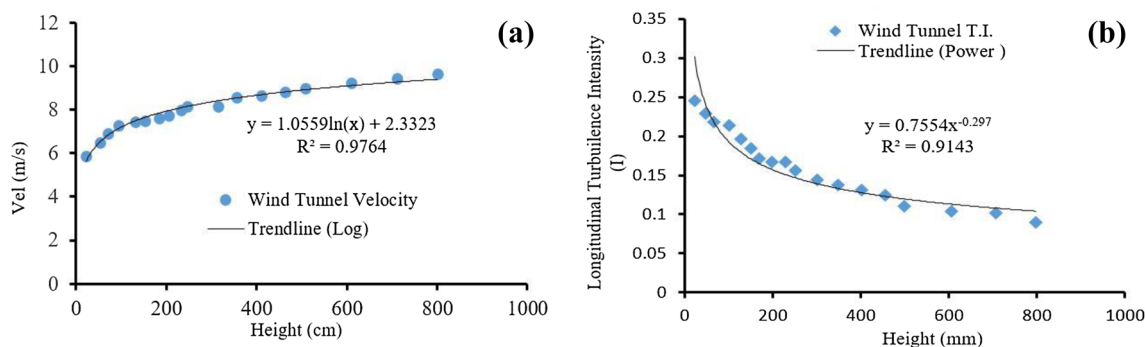 (a)
12
10
8
6
4
2
0
0
200
400
600
800
1000
Vel (m/s)
Height (cm)
y = 1.0559ln(x) + 2.3323
R² = 0.9764
Wind Tunnel Velocity
Trendline (Log)
(b)
0.35
0.3
0.25
0.2
0.15
0.1
0.05
0
0
200
400
600
800
1000
Longitudinal Turbuilence Intensity
(I)
Height (mm)
Wind Tunnel T.I.
Trendline (Power )
y = 0.7554x-0.297
R² = 0.9143